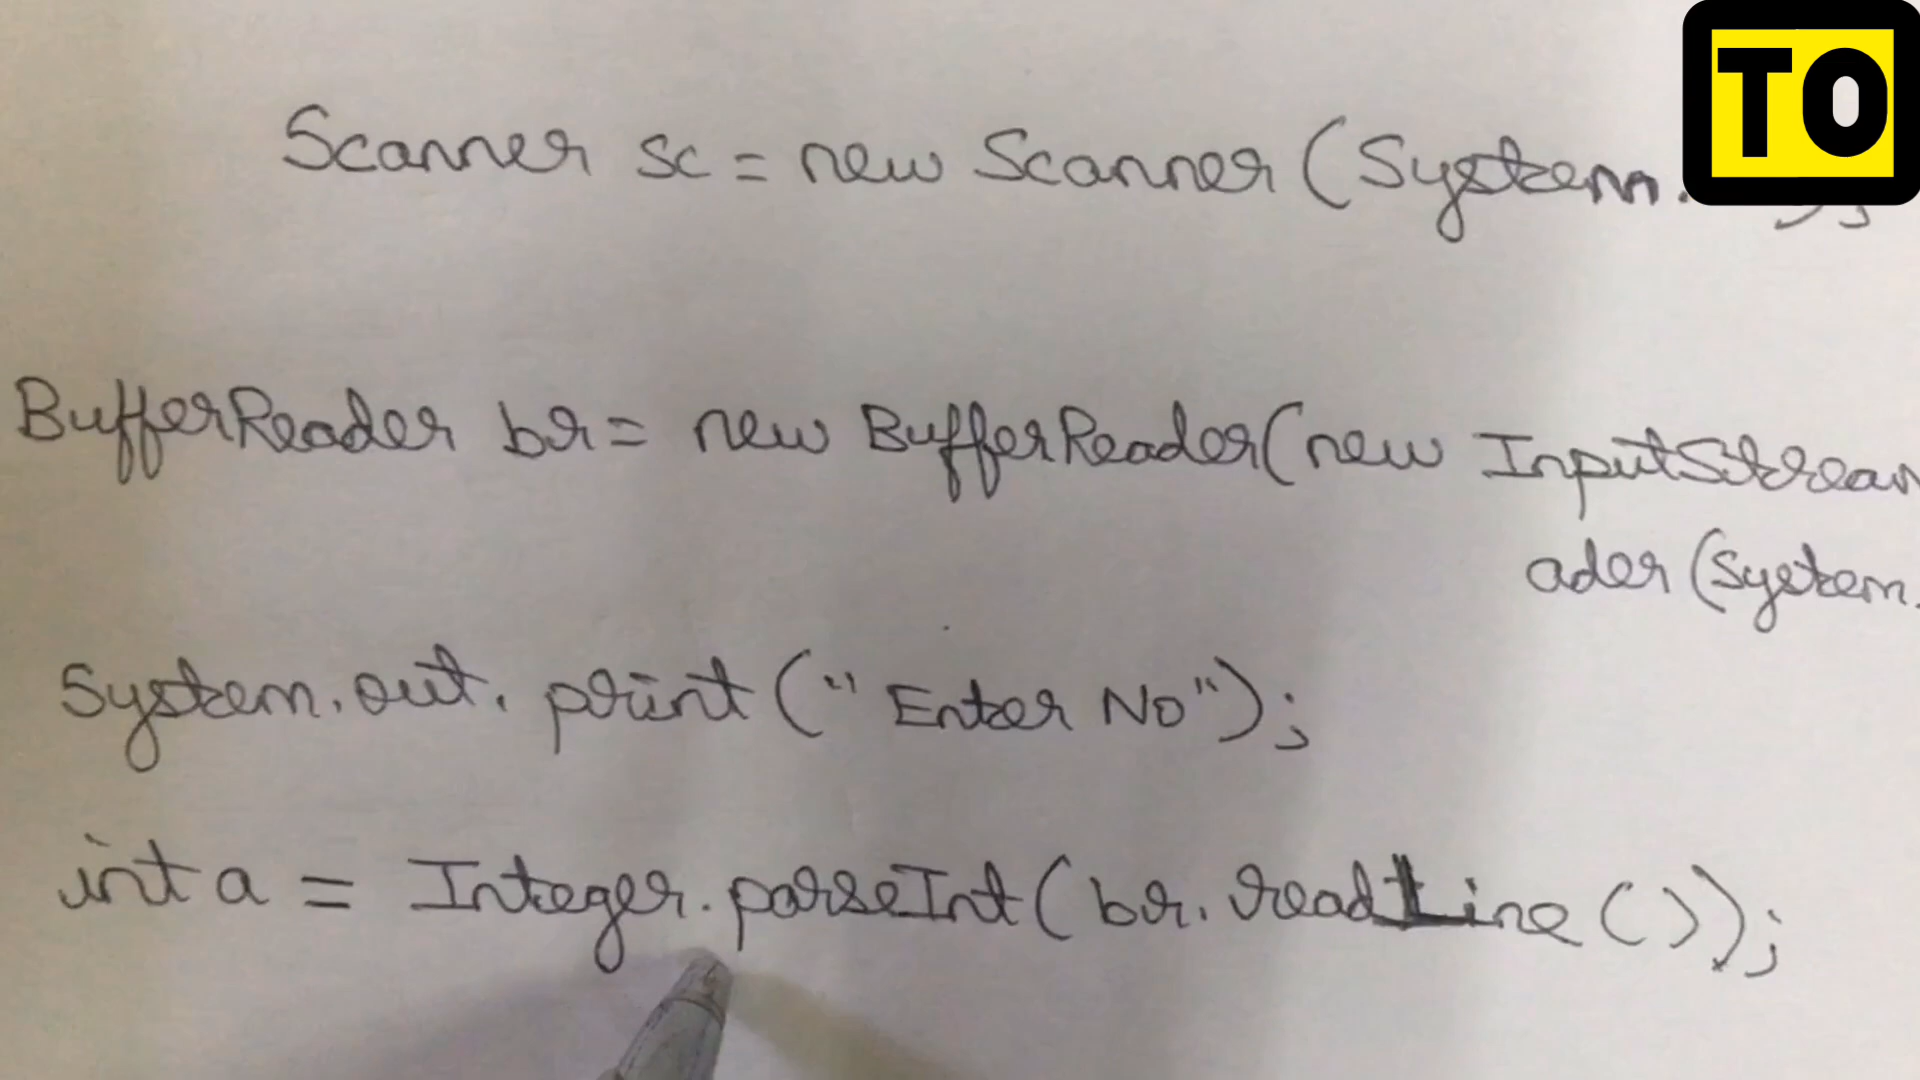 TO
Scanner sc = new Scanner (System. );
BufferReader br = new BufferReader(new InputStream
ader (System.
System.out.print ("Enter No");
int a = Integer.parseInt (br.readLine ());